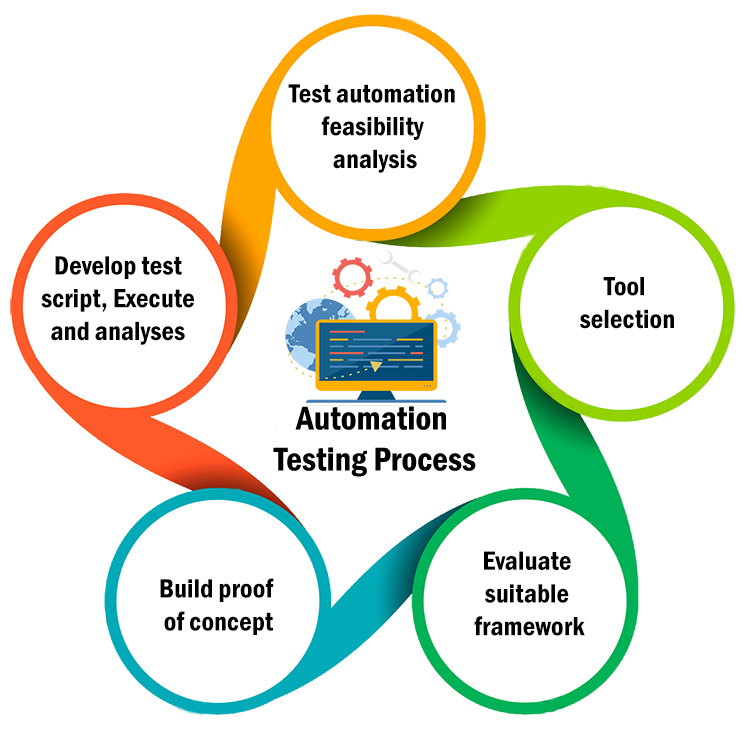 Test automation
feasibility
analysis
Tool
selection
Evaluate
suitable
framework
Build proof
of concept
Develop test
script, Execute
and analyses
Automation
Testing Process